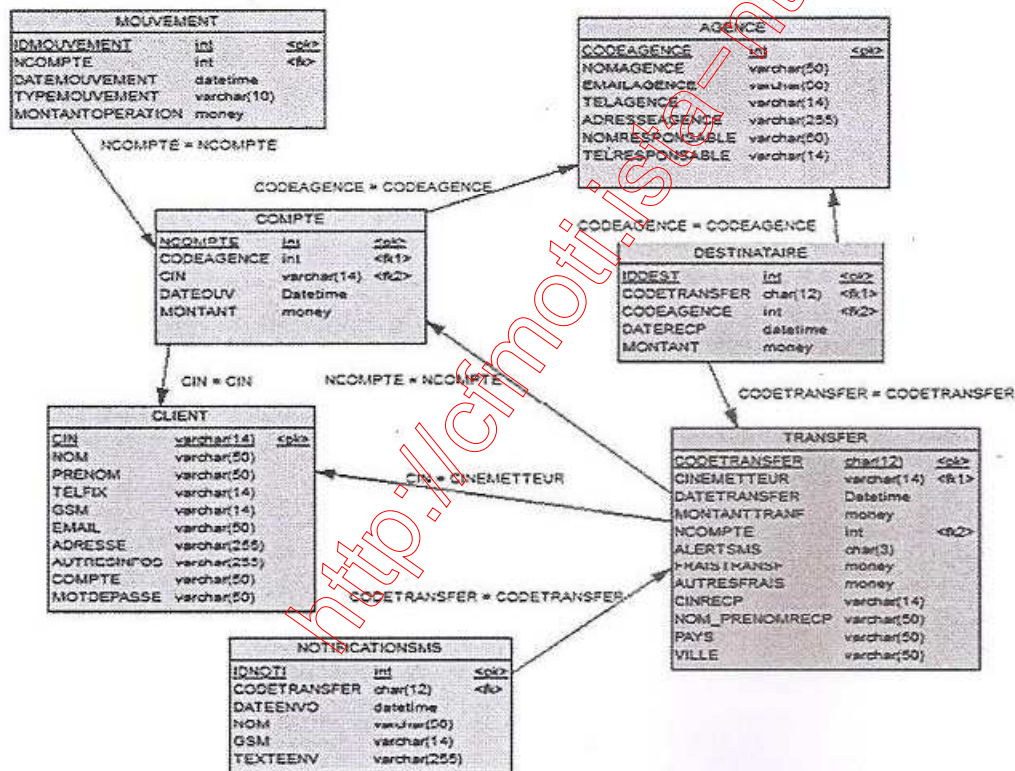 MOUVEMENT
IDMOUVEMENT int <pk>
NCOMPTE int <fk>
DATEMOUVEMENT datetime
TYPEMOUVEMENT varchar(10)
MONTANTOPERATION money
NCOMPTE = NCOMPTE
AGENCE
CODEAGENCE int <pk>
NOMAGENCE varchar(50)
EMAILAGENCE varchar(50)
TELAGENCE varchar(14)
ADRESSEAGENCE varchar(255)
NOMRESPONSABLE varchar(60)
TELRESPONSABLE varchar(14)
CODEAGENCE = CODEAGENCE
COMPTE
NCOMPTE int <pk>
CODEAGENCE int <fk1>
CIN varchar(14) <fk2>
DATEOUV Datetime
MONTANT money
CODEAGENCE = CODEAGENCE
DESTINATAIRE
IDDEST int <pk>
CODETRANSFER char(12) <fk1>
CODEAGENCE int <fk2>
DATERECP datetime
MONTANT money
CIN = CIN
NCOMPTE = NCOMPTE
CODETRANSFER = CODETRANSFER
CLIENT
CIN varchar(14) <pk>
NOM varchar(50)
PRENOM varchar(50)
TELFIX varchar(14)
GSM varchar(14)
EMAIL varchar(50)
ADRESSE varchar(255)
AUTRESINFOS varchar(255)
COMPTE varchar(50)
MOTDEPASSE varchar(50)
CIN = CINEMETTEUR
TRANSFER
CODETRANSFER char(12) <pk>
CINEMETTEUR varchar(14) <fk1>
DATETRANSFER Datetime
MONTANTTRANF money
NCOMPTE int <fk2>
ALERTSMS char(3)
FRAISTRANSF money
AUTRESFRAIS money
CINRECP varchar(14)
NOM_PRENOMRECP varchar(50)
PAYS varchar(50)
VILLE varchar(50)
CODETRANSFER = CODETRANSFER
NOTIFICATIONSMS
IDNOTI int <pk>
CODETRANSFER char(12) <fk>
DATEENVO datetime
NOM varchar(50)
GSM varchar(14)
TEXTEENV varchar(255)
http://cfmoti.ista-n